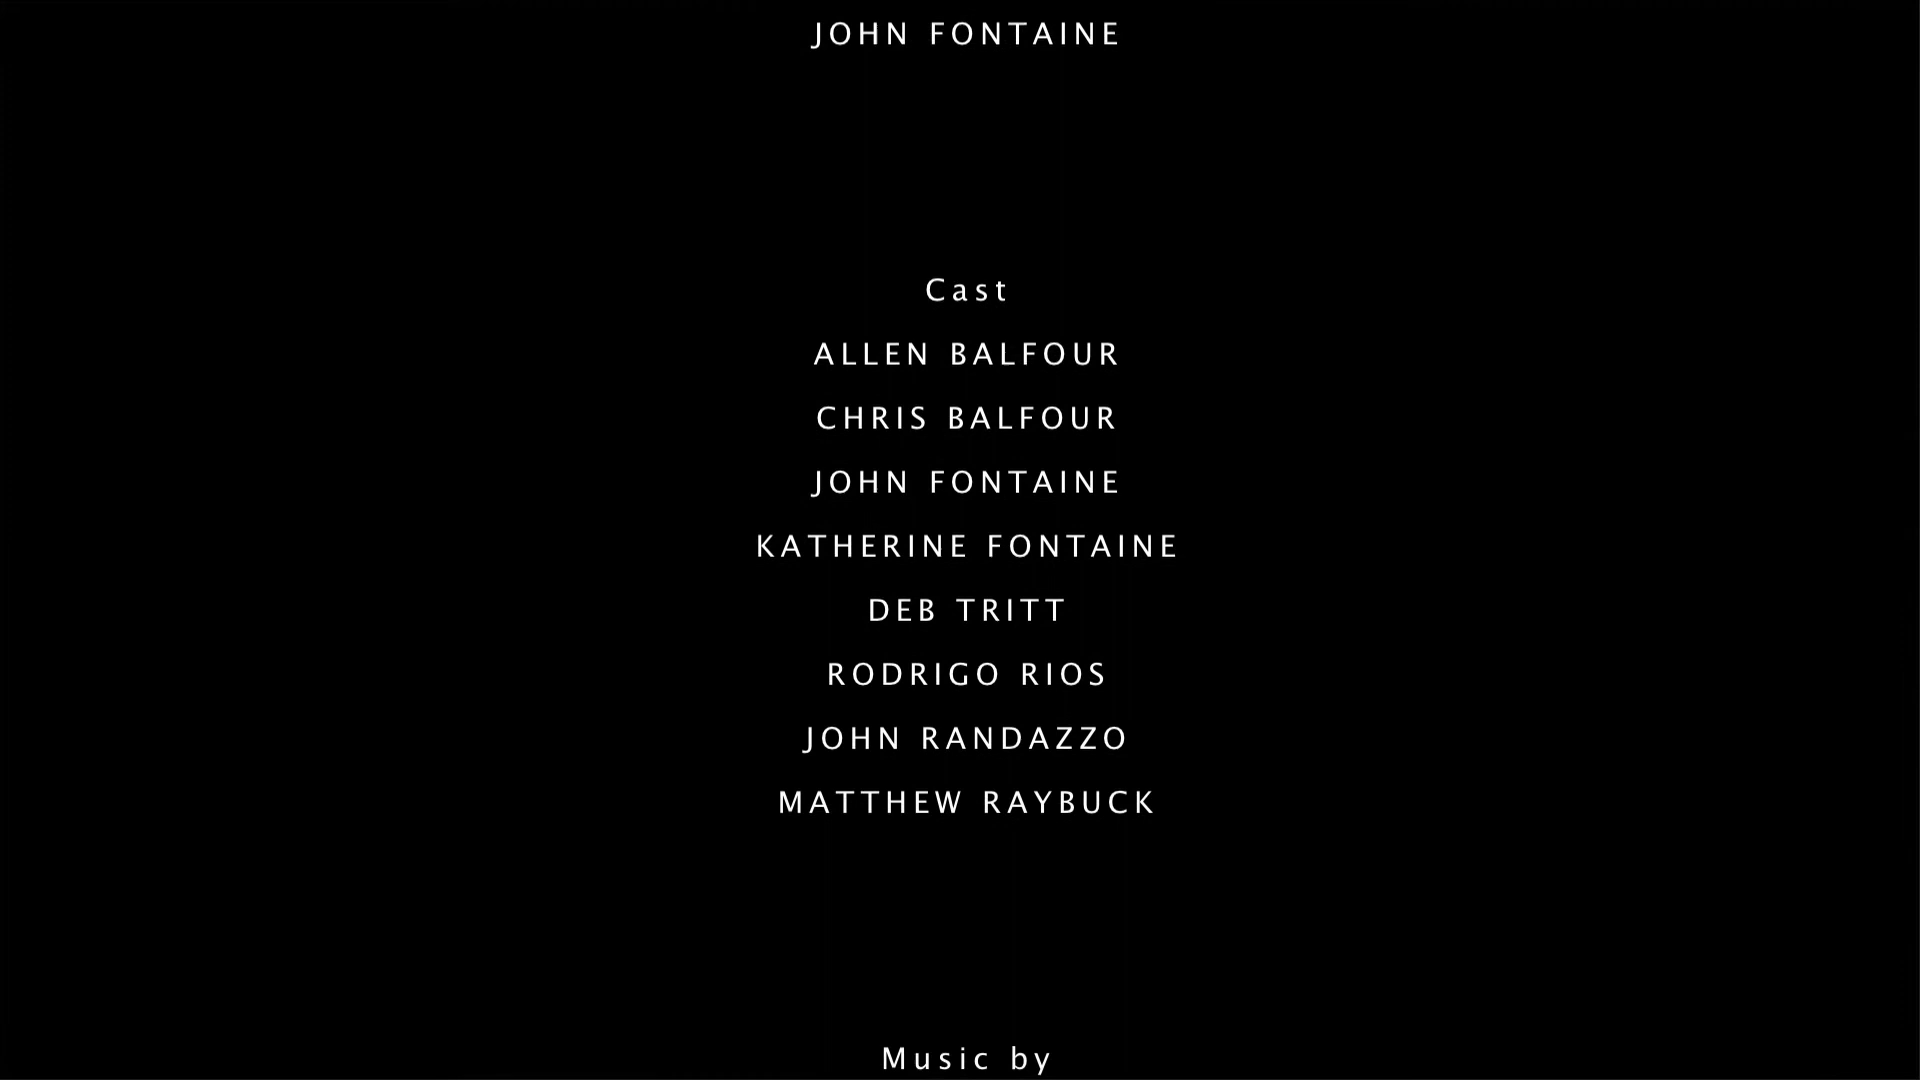 JOHN FONTAINE
Cast
ALLEN BALFOUR
CHRIS BALFOUR
JOHN FONTAINE
KATHERINE FONTAINE
DEB TRITT
RODRIGO RIOS
JOHN RANDAZZO
MATTHEW RAYBUCK
Music by